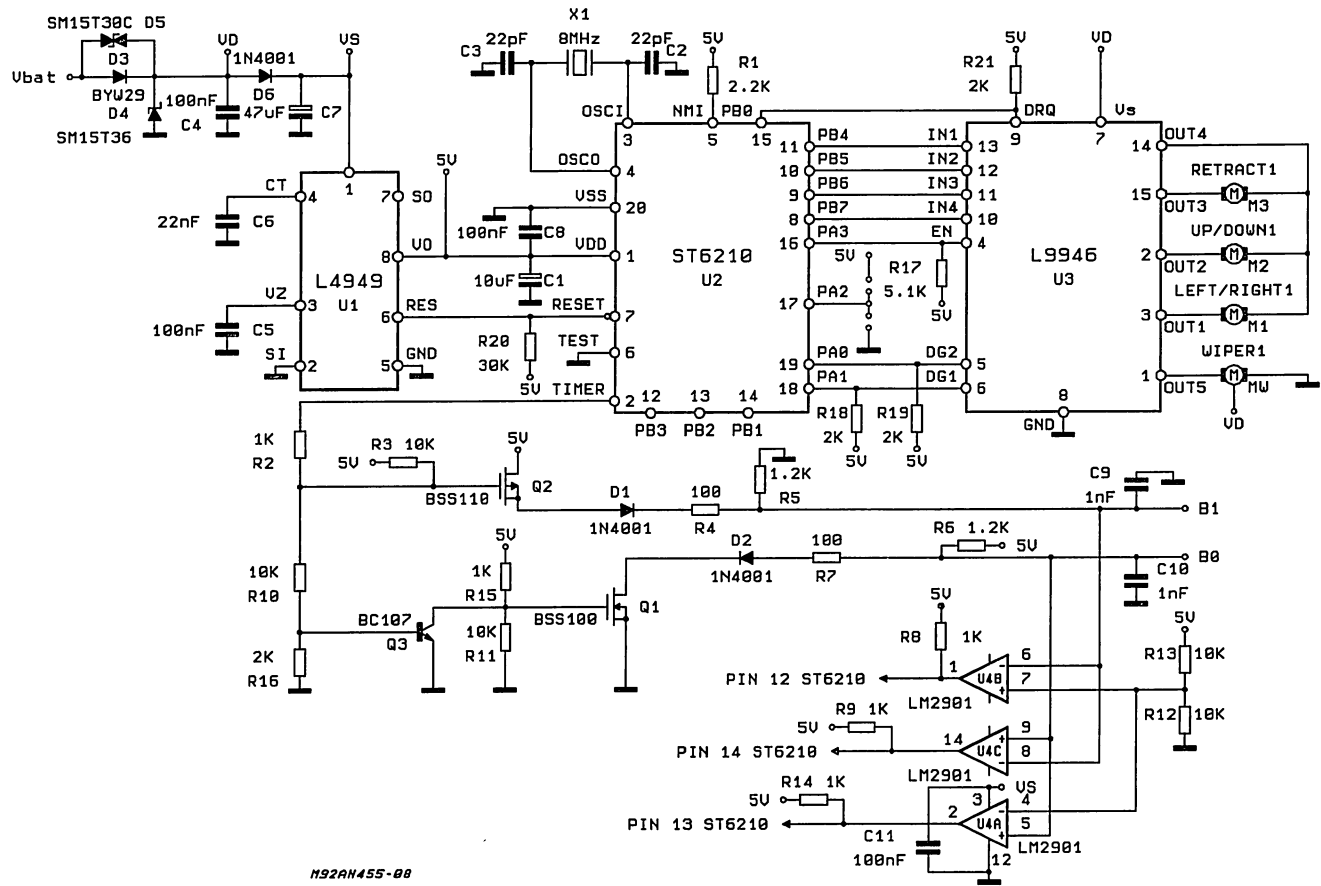 SM15T30C D5
D3
BYW29
D4
SM15T36
Vbat
VD
VS
1N4001
D6
100nF
C4
47uF
C7
X1
8MHz
C3
22pF
22pF
C2
5V
R1
2.2K
5V
R21
2K
VD
OSCI
3
NMI
5
PB0
15
DRQ
9
Vs
7
OSCO
4
VSS
20
100nF
C8
VDD
1
10uF
C1
RESET
7
TEST
6
TIMER
2
ST6210
U2
11
PB4
10
PB5
9
PB6
8
PB7
16
PA3
17
PA2
19
PA0
18
PA1
12
PB3
13
PB2
14
PB1
IN1
13
IN2
12
IN3
11
IN4
10
EN
4
DG2
5
DG1
6
L9946
U3
8
GND
5V
R17
5.1K
5V
R18
2K
5V
R19
2K
5V
OUT4
14
15
OUT3
2
OUT2
3
OUT1
1
OUT5
RETRACT1
M
M3
UP/DOWN1
M
M2
LEFT/RIGHT1
M
M1
WIPER1
M
MW
VD
CT
4
22nF
C6
1
7
SO
5V
8
VO
L4949
U1
VZ
3
100nF
C5
RES
6
SI
2
GND
5
R20
30K
5V
1K
R2
R3 10K
5V
5V
BSS110
Q2
D1
1N4001
100
R4
1.2K
R5
C9
1nF
B1
10K
R10
5V
1K
R15
D2
1N4001
100
R7
R6 1.2K
5V
B0
C10
1nF
BC107
Q3
10K
R11
BSS100
Q1
2K
R16
5V
R8
1K
PIN 12 ST6210
1
U4B
-
+
6
7
LM2901
5V
R13
10K
R12
10K
R9 1K
5V
PIN 14 ST6210
14
U4C
+
-
9
8
LM2901
R14 1K
5V
PIN 13 ST6210
2
U4A
-
+
3
VS
4
5
12
LM2901
C11
100nF
M92AN455-08